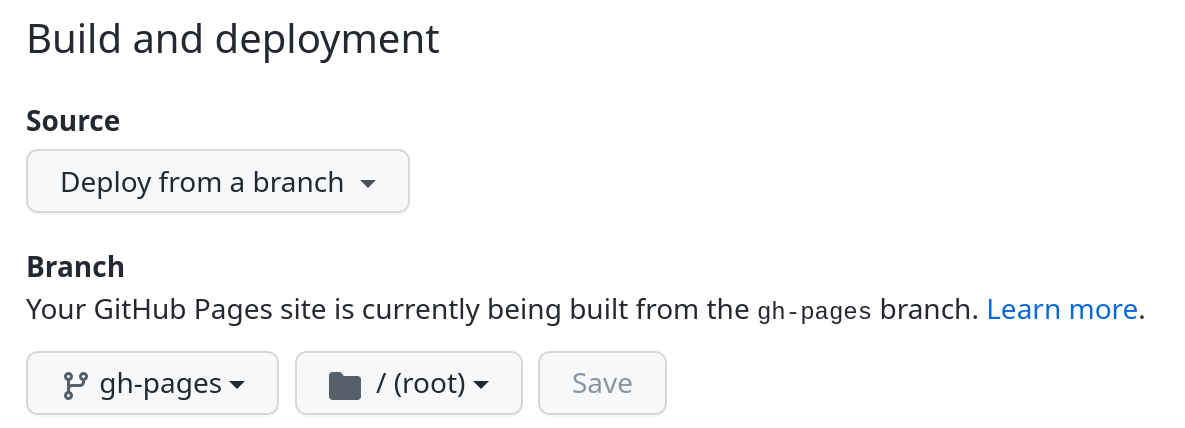 Build and deployment
Source
Deploy from a branch
Branch
Your GitHub Pages site is currently being built from the gh-pages branch. Learn more.
gh-pages / (root) Save